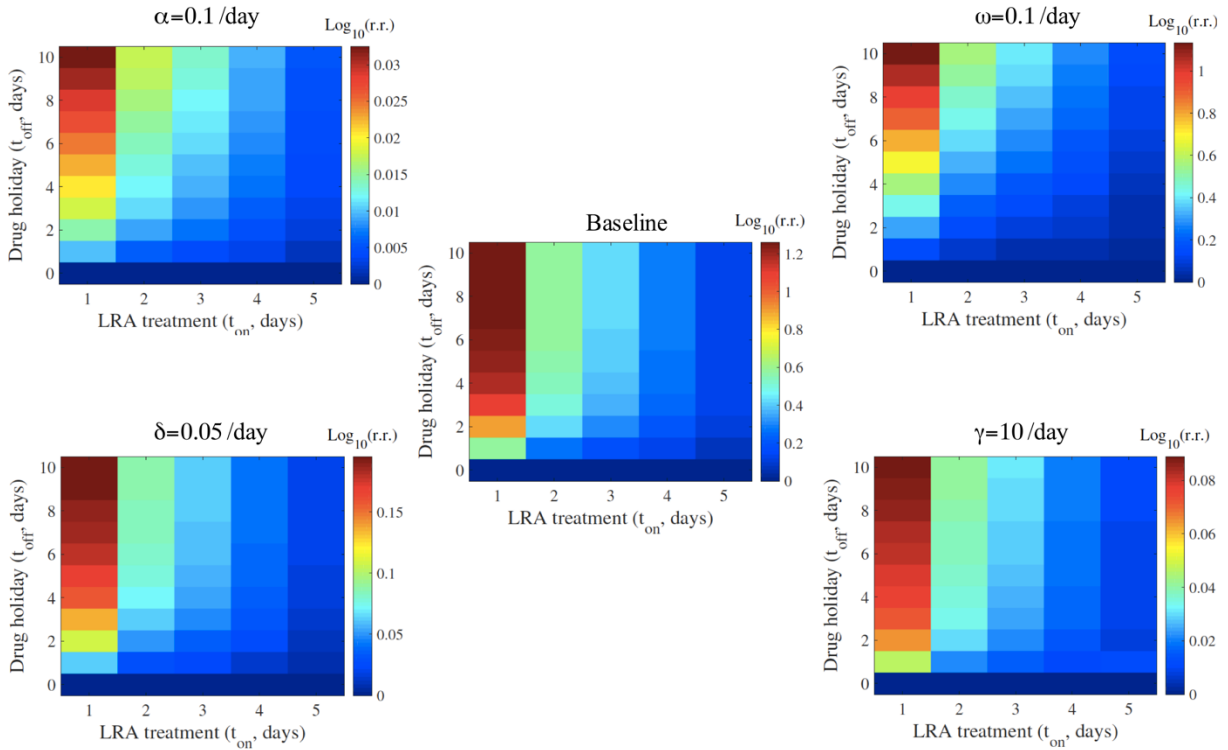 α=0.1/day
Log10(r.r.)
10
8
6
4
2
0
Drug holiday (toff, days)
1 2 3 4 5
LRA treatment (ton, days)
0.03
0.025
0.02
0.015
0.01
0.005
0
ω=0.1/day
Log10(r.r.)
10
8
6
4
2
0
Drug holiday (toff, days)
1 2 3 4 5
LRA treatment (ton, days)
1
0.8
0.6
0.4
0.2
0
Baseline
Log10(r.r.)
10
8
6
4
2
0
Drug holiday (toff, days)
1 2 3 4 5
LRA treatment (ton, days)
1.2
1
0.8
0.6
0.4
0.2
0
δ=0.05/day
Log10(r.r.)
10
8
6
4
2
0
Drug holiday (toff, days)
1 2 3 4 5
LRA treatment (ton, days)
0.15
0.1
0.05
0
γ=10/day
Log10(r.r.)
10
8
6
4
2
0
Drug holiday (toff, days)
1 2 3 4 5
LRA treatment (ton, days)
0.08
0.06
0.04
0.02
0